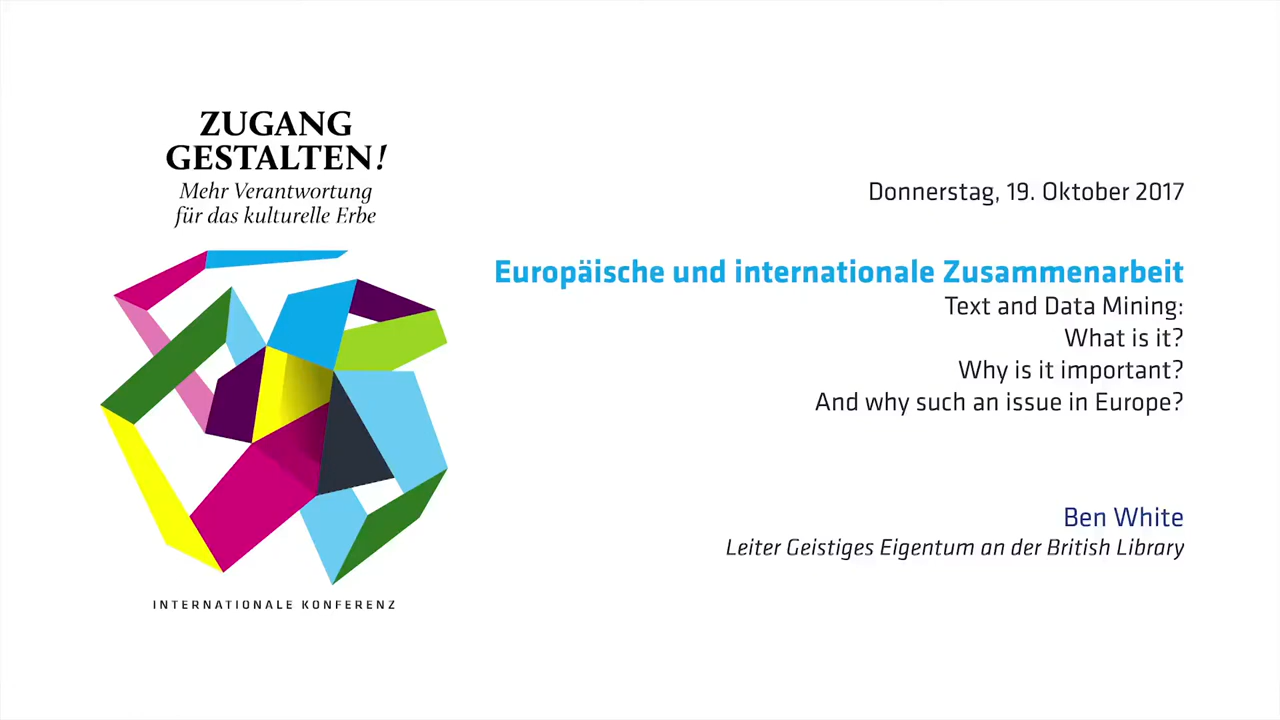 ZUGANG
GESTALTEN!
Mehr Verantwortung
für das kulturelle Erbe
INTERNATIONALE KONFERENZ
Donnerstag, 19. Oktober 2017
Europäische und internationale Zusammenarbeit
Text and Data Mining:
What is it?
Why is it important?
And why such an issue in Europe?
Ben White
Leiter Geistiges Eigentum an der British Library